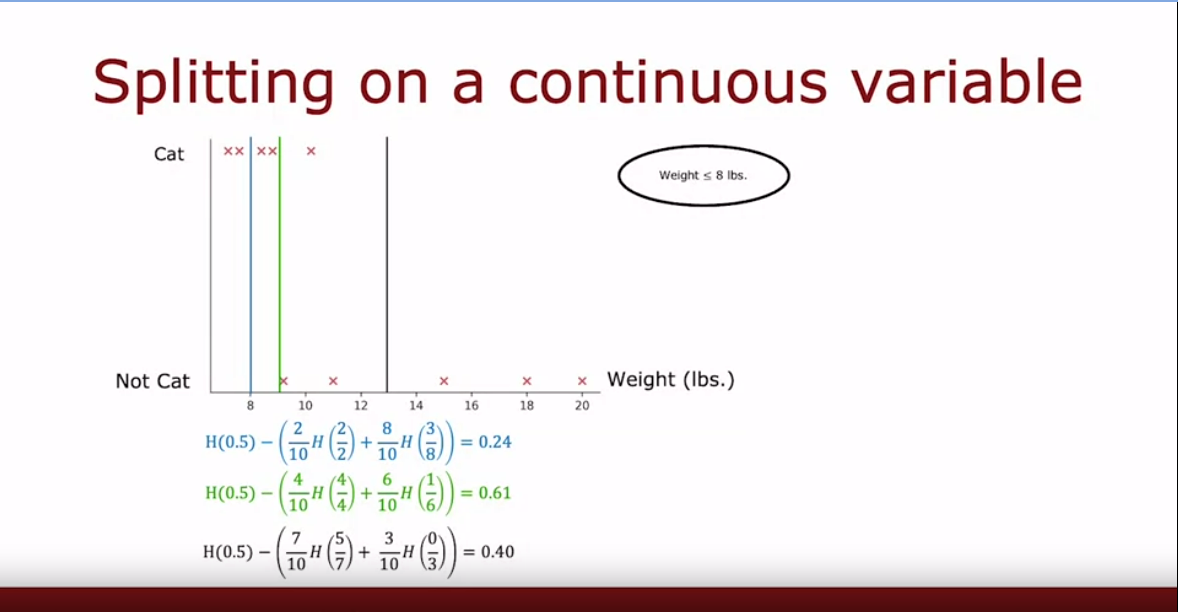 Splitting on a continuous variable
Cat
Weight ≤ 8 lbs.
Not Cat
Weight (lbs.)
8 10 12 14 16 18 20
H(0.5) − (2/10 H(2/2) + 8/10 H(3/8)) = 0.24
H(0.5) − (4/10 H(4/4) + 6/10 H(1/6)) = 0.61
H(0.5) − (7/10 H(5/7) + 3/10 H(0/3)) = 0.40